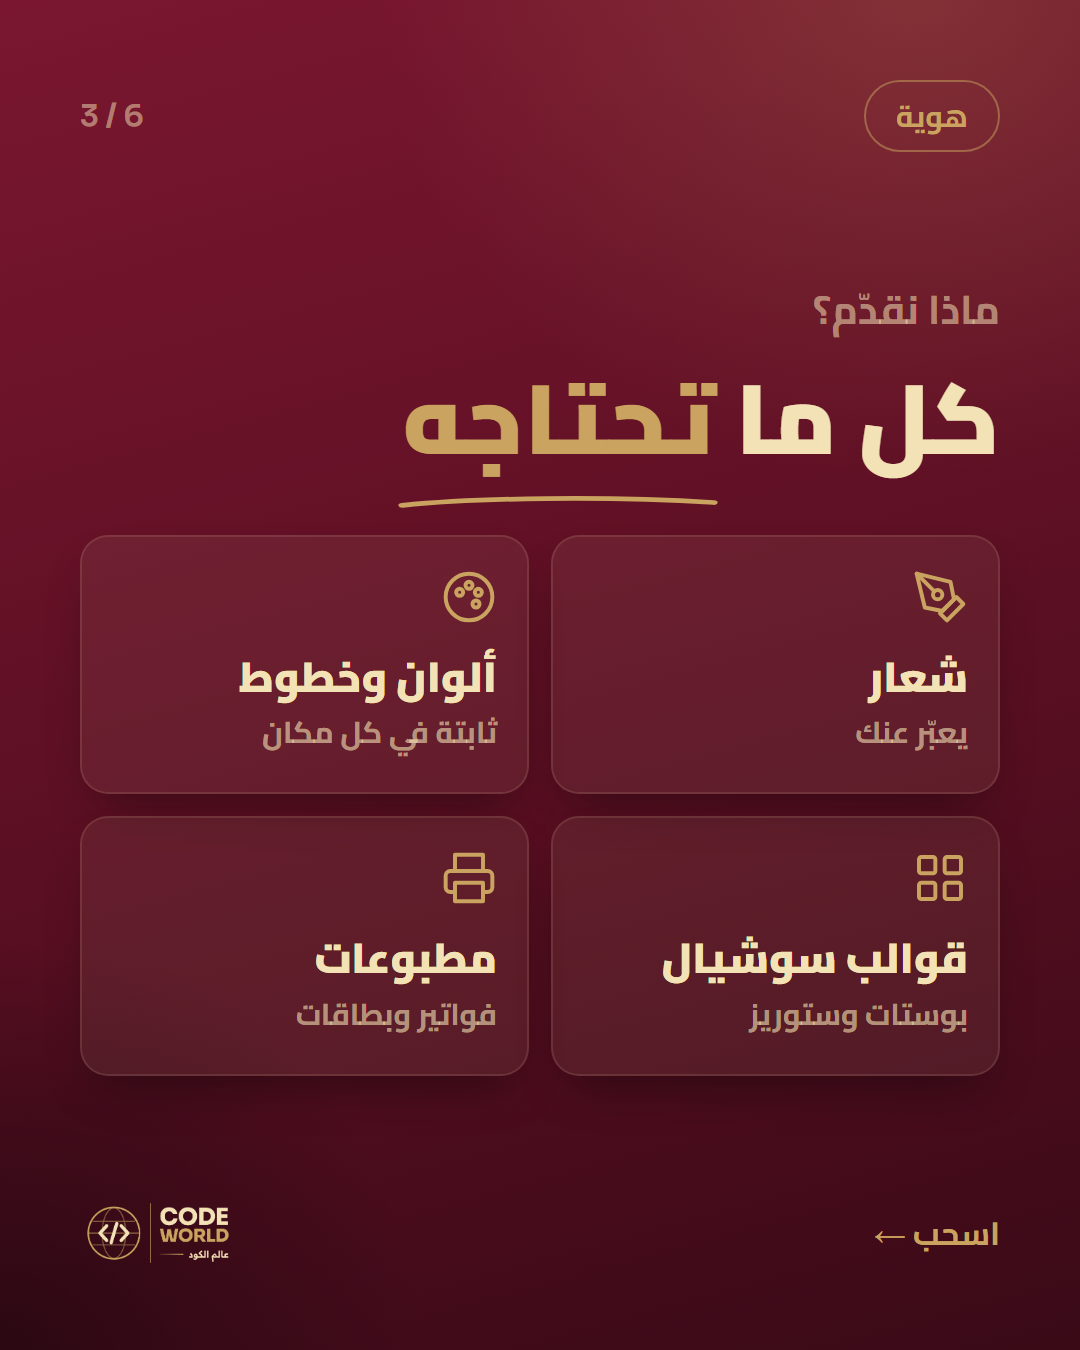 هوية
3 / 6
ماذا نقدّم؟
كل ما تحتاجه
شعار
يعبّر عنك
ألوان وخطوط
ثابتة في كل مكان
قوالب سوشيال
بوستات وستوريز
مطبوعات
فواتير وبطاقات
اسحب ←
</>
CODE
WORLD
عالم الكود